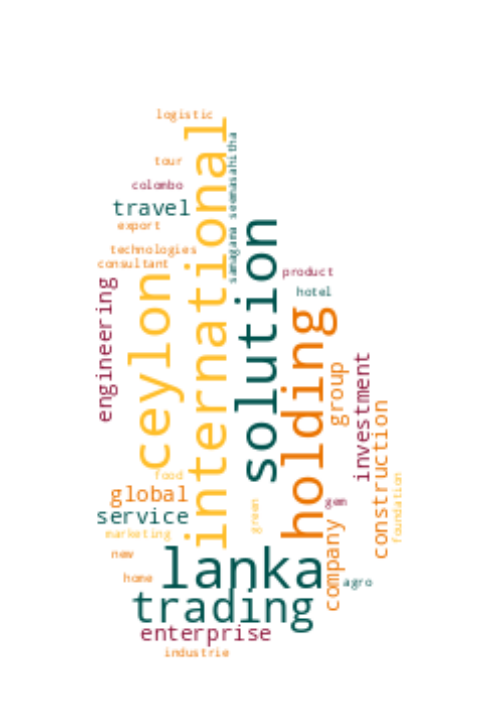 logistic
international
samagama seemasahitha
tour
colombo
travel
export
technologies
consultant
solution
product
hotel
engineering
ceylon
holding
group
investment
construction
food
global
service
marketing
green
gem
foundation
company
new
home
lanka
agro
trading
enterprise
industrie